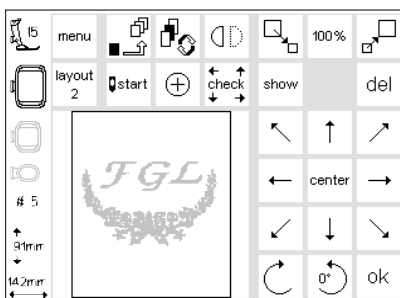 15 menu 100%
layout
2 start check show del
FGL
center
# 5
91mm
142mm 0° ok